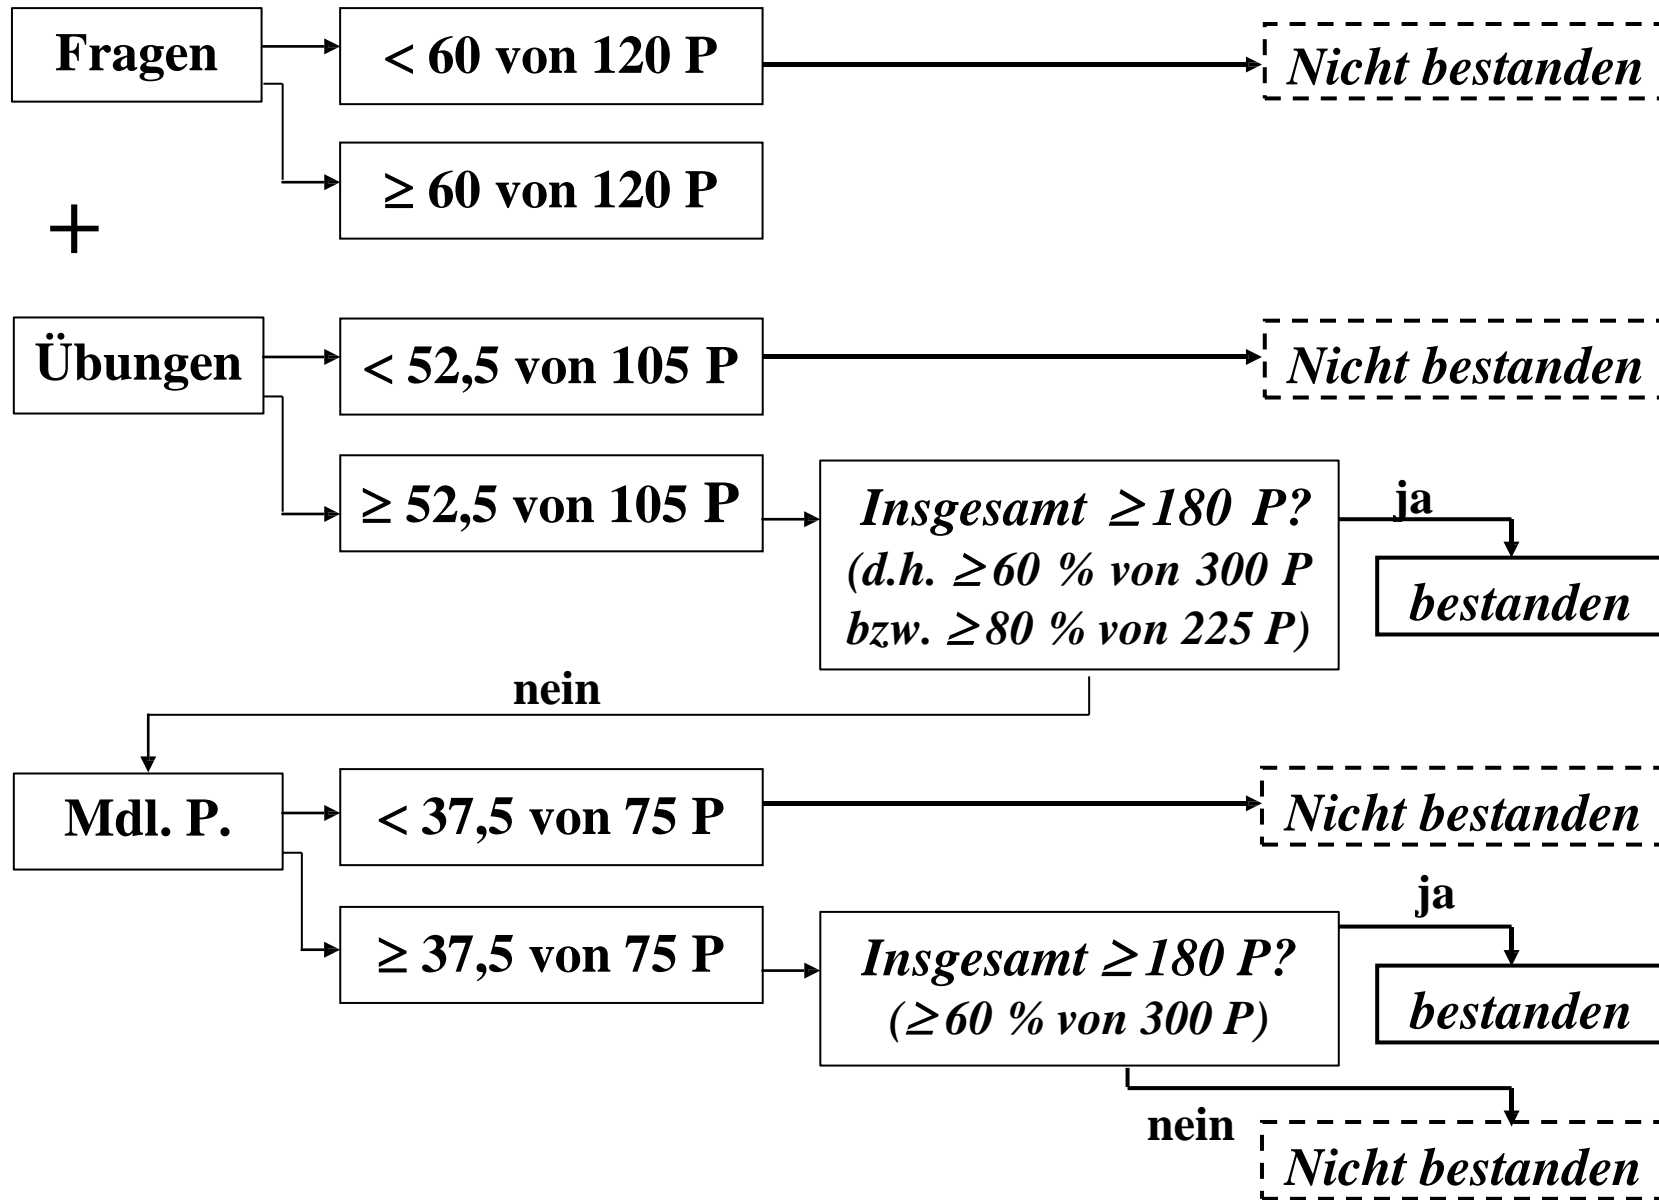 Fragen
< 60 von 120 P
Nicht bestanden
≥ 60 von 120 P
+
Übungen
< 52,5 von 105 P
Nicht bestanden
≥ 52,5 von 105 P
Insgesamt ≥ 180 P?
(d.h. ≥ 60 % von 300 P
bzw. ≥ 80 % von 225 P)
ja
bestanden
nein
Mdl. P.
< 37,5 von 75 P
Nicht bestanden
≥ 37,5 von 75 P
Insgesamt ≥ 180 P?
(≥ 60 % von 300 P)
ja
bestanden
nein
Nicht bestanden